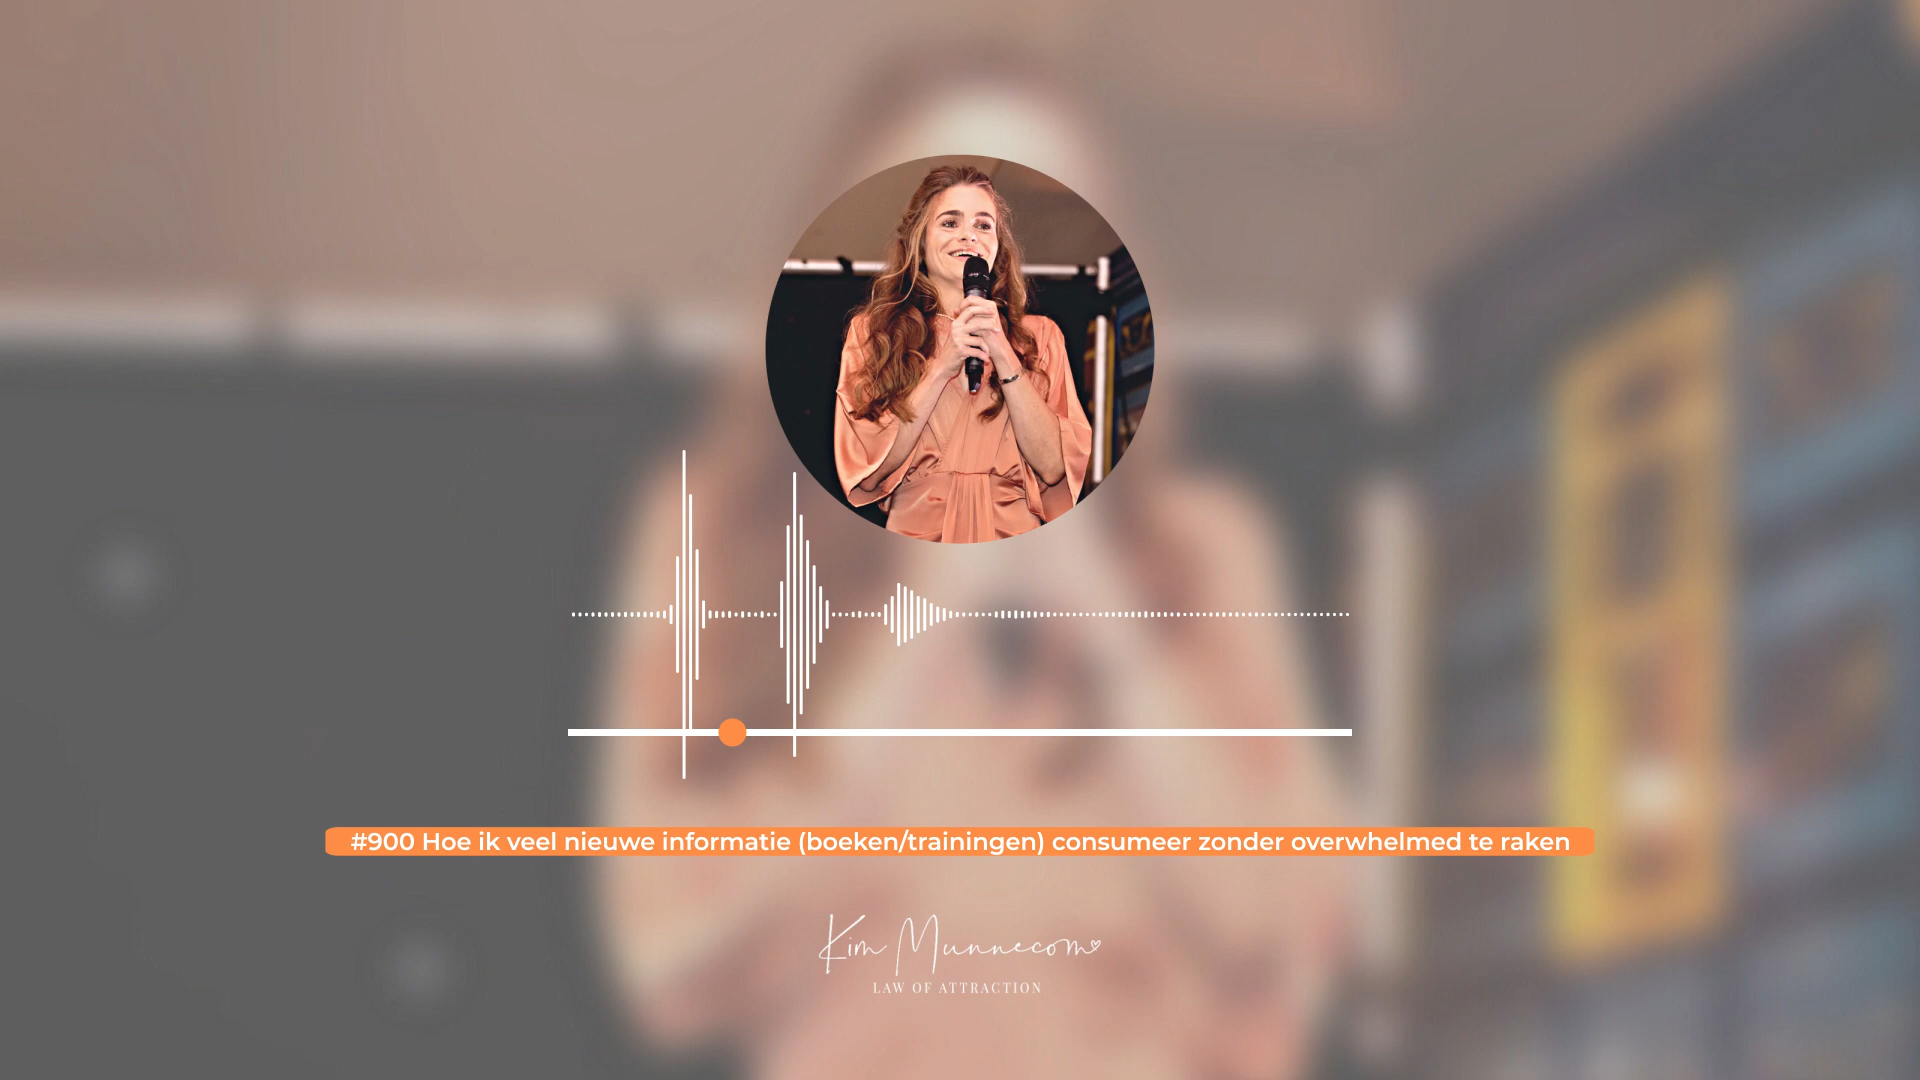 #900 Hoe ik veel nieuwe informatie (boeken/trainingen) consumeer zonder overwhelmed te raken
Kim Munnecom
LAW OF ATTRACTION